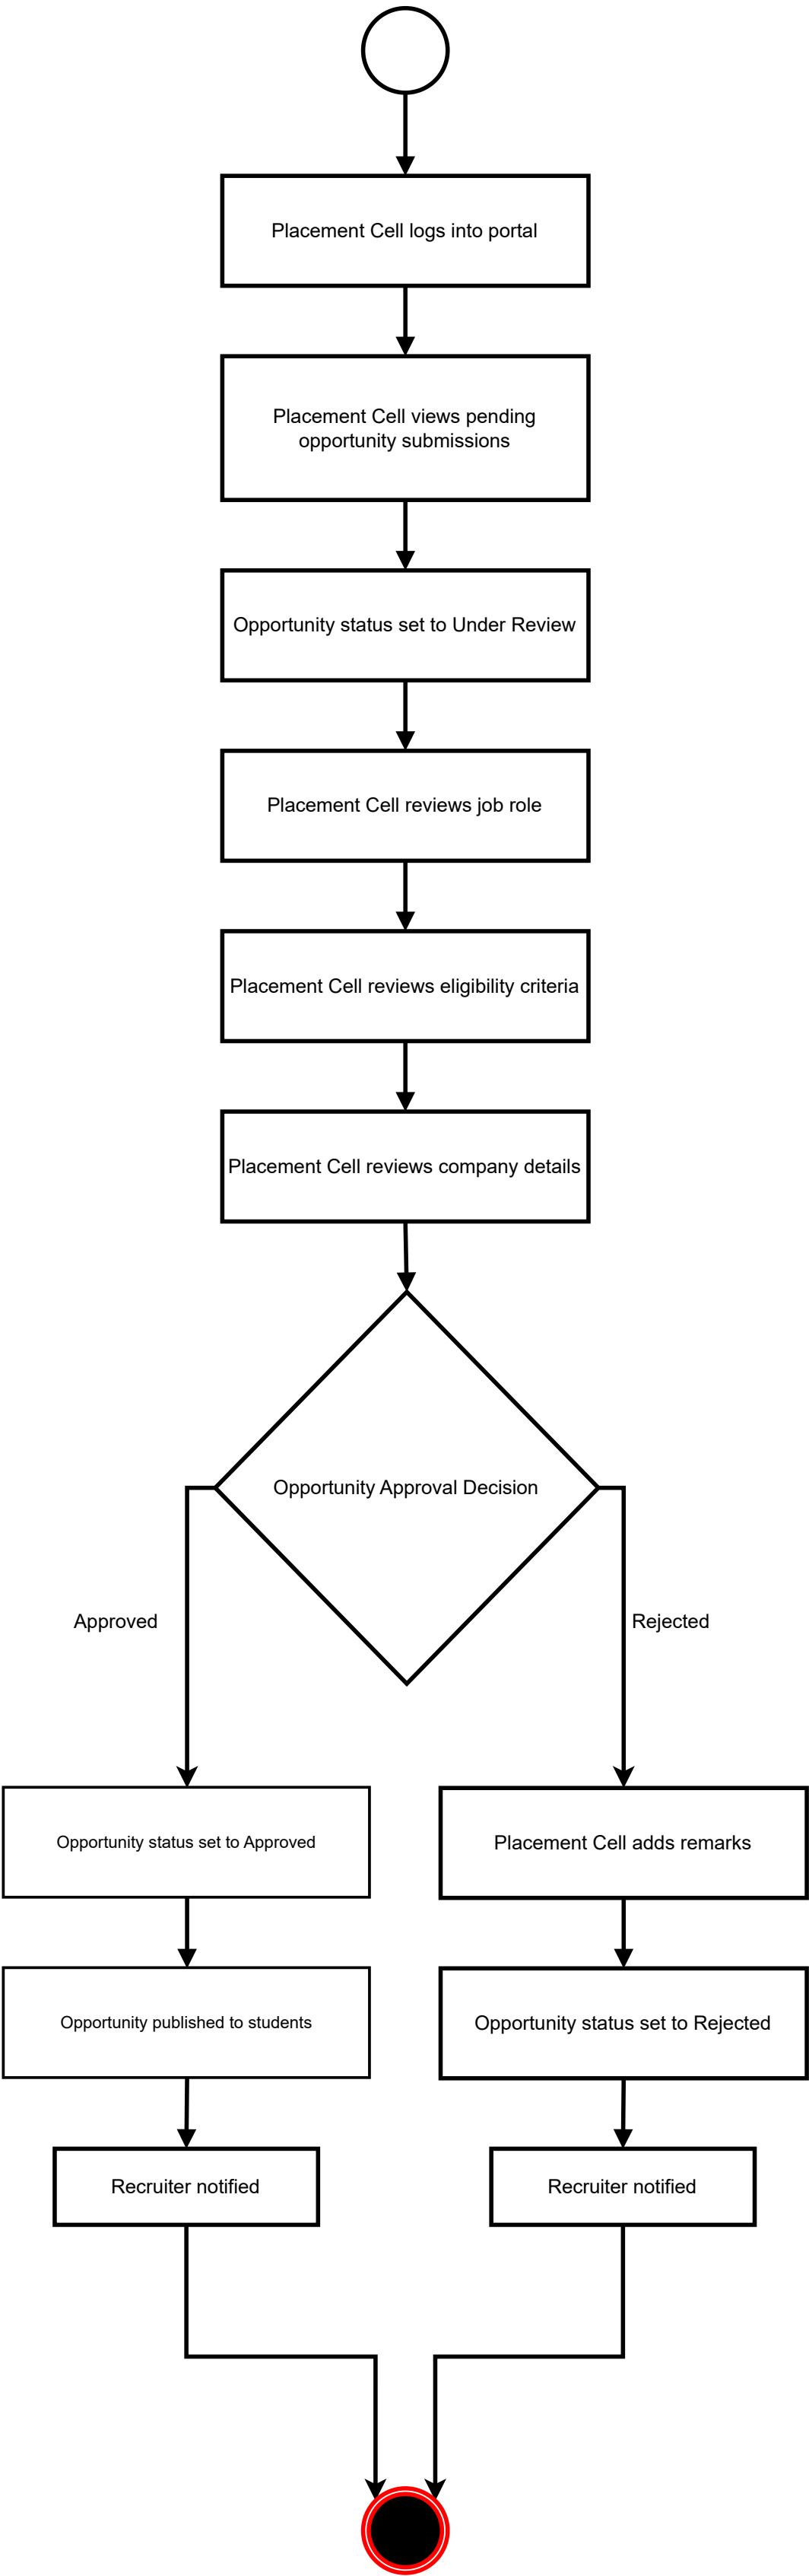 Placement Cell logs into portal
Placement Cell views pending
opportunity submissions
Opportunity status set to Under Review
Placement Cell reviews job role
Placement Cell reviews eligibility criteria
Placement Cell reviews company details
Opportunity Approval Decision
Approved
Rejected
Opportunity status set to Approved
Placement Cell adds remarks
Opportunity published to students
Opportunity status set to Rejected
Recruiter notified
Recruiter notified